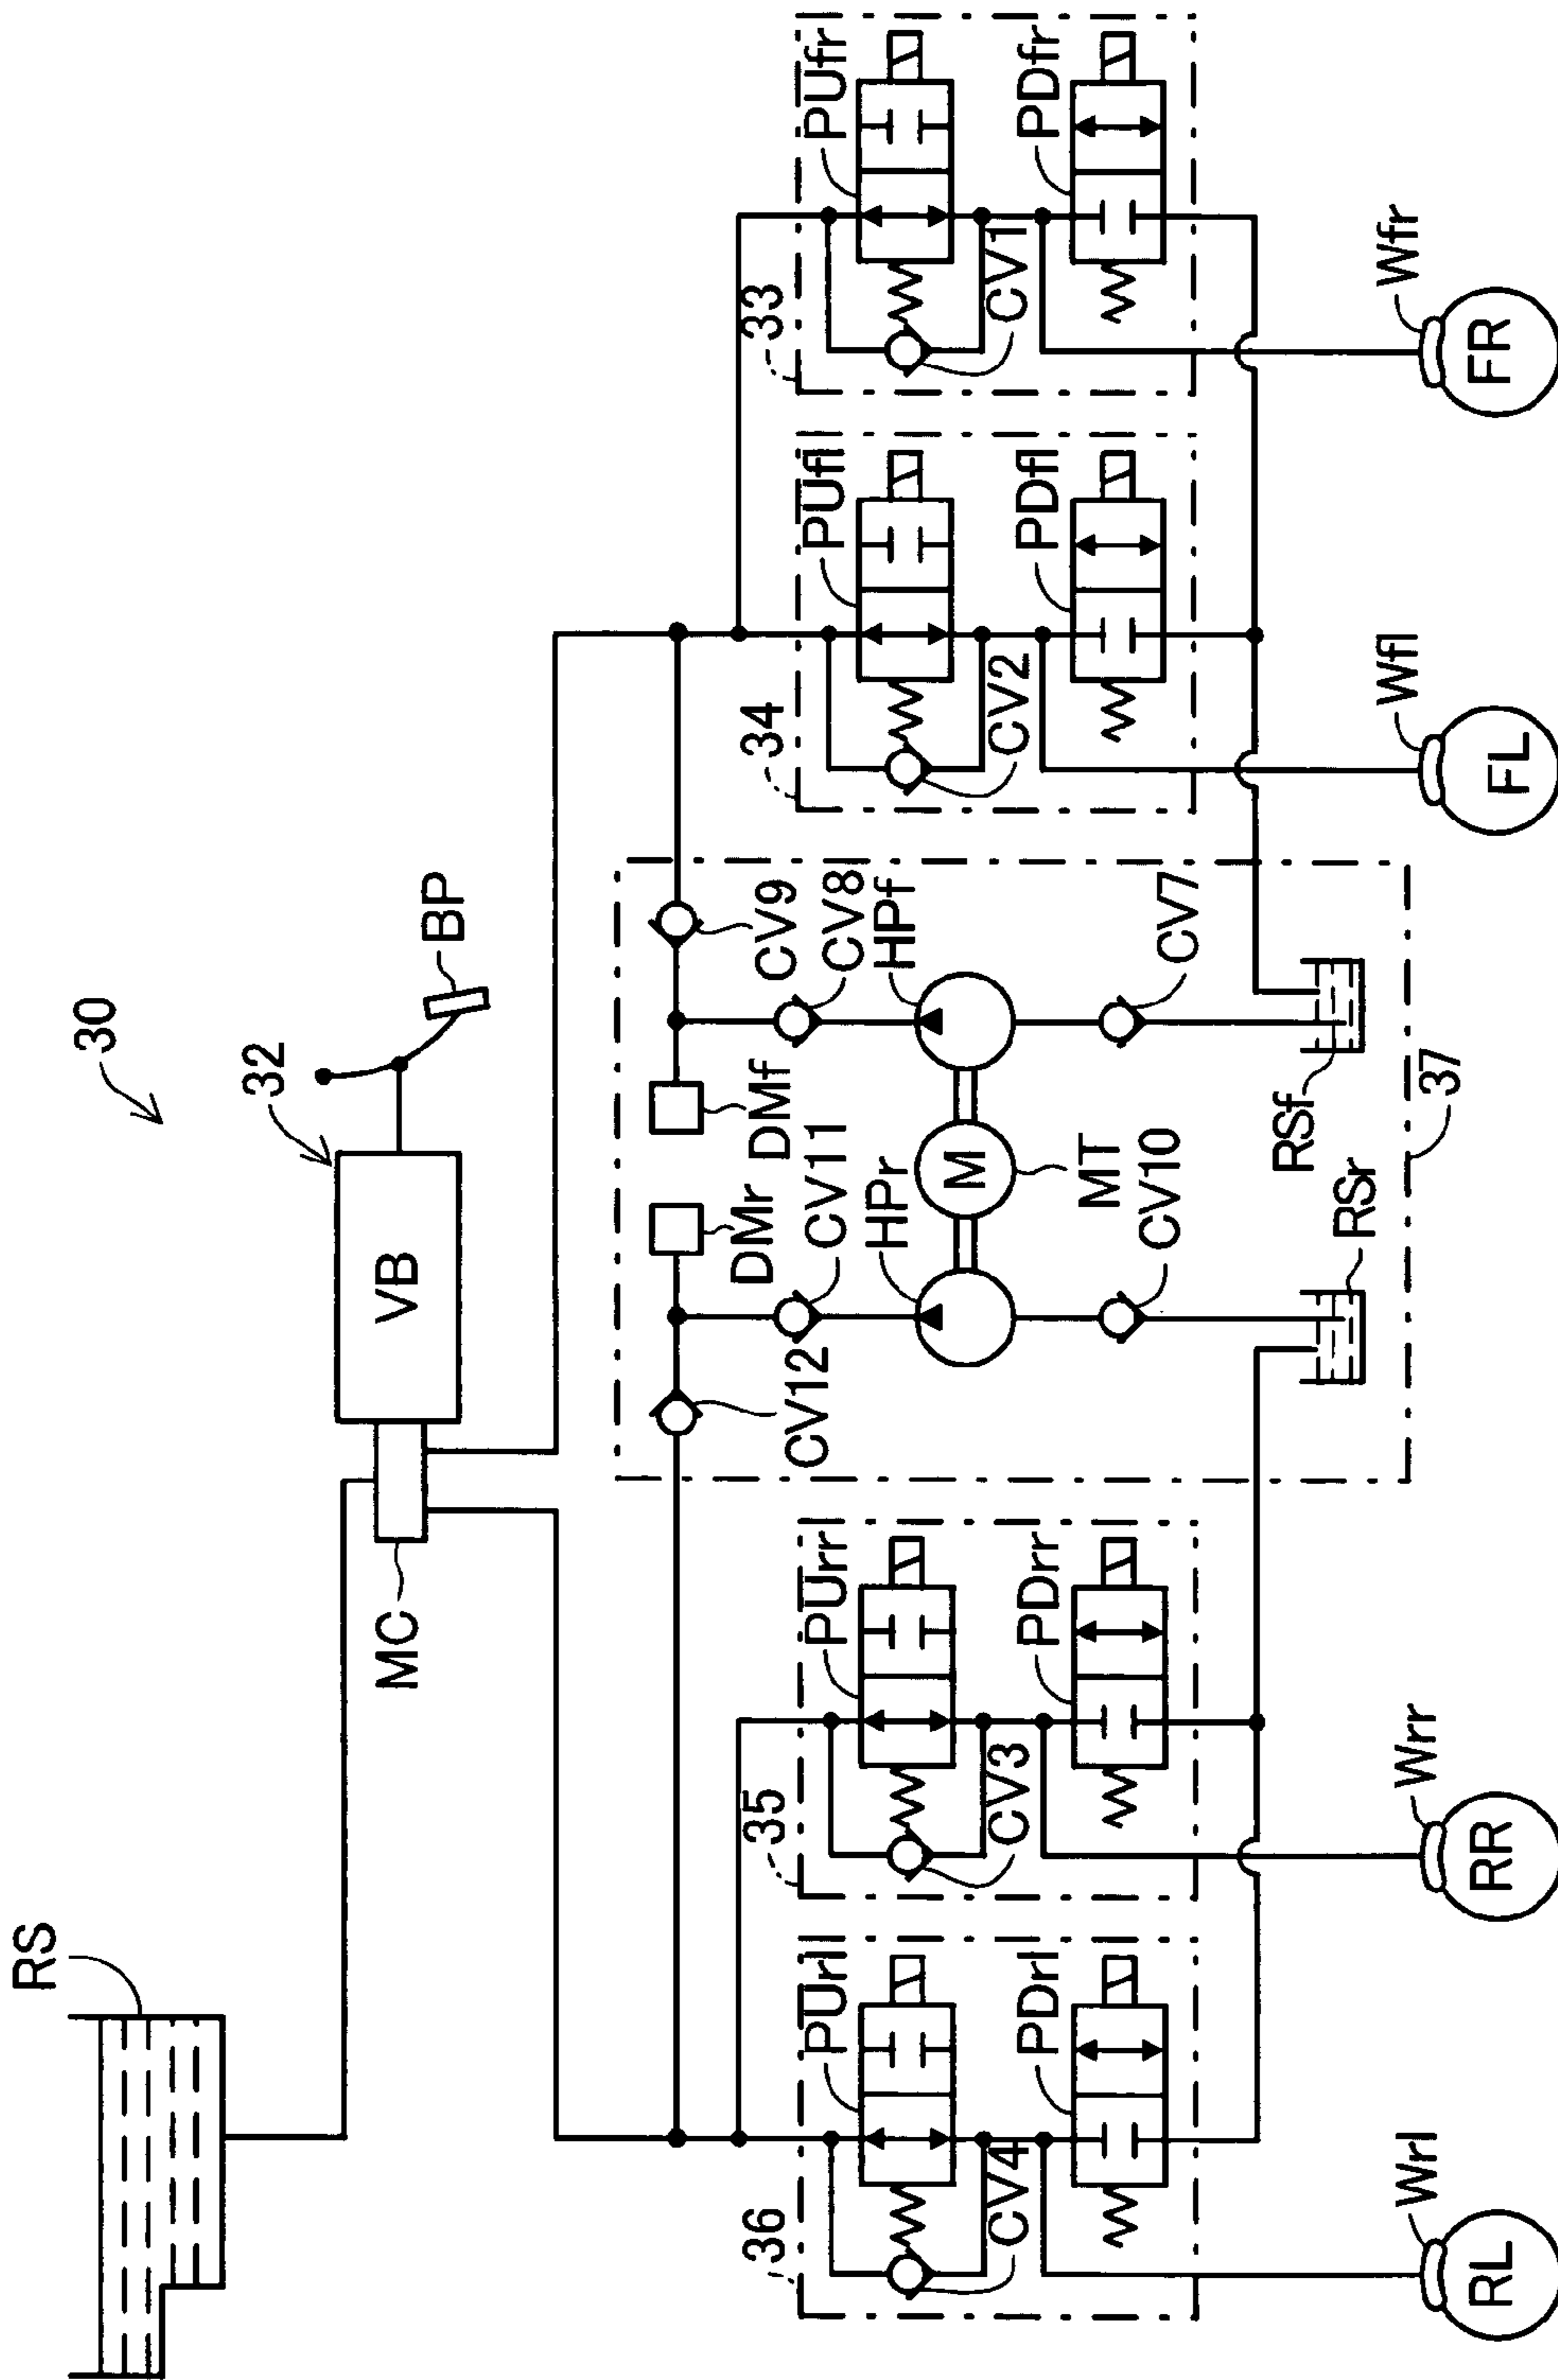 30
RS
32
BP
VB
MC
CV12
DMr
DMf
CV9
CV11
CV8
HPr
HPf
M
MT
CV10
CV7
RSr
RSf
37
36
PUrl
CV4
PDrl
35
PUrr
CV3
PDrr
34
PUfl
CV2
PDfl
33
PUfr
CV1
PDfr
Wrl
Wrr
Wfl
Wfr
RL
RR
FL
FR